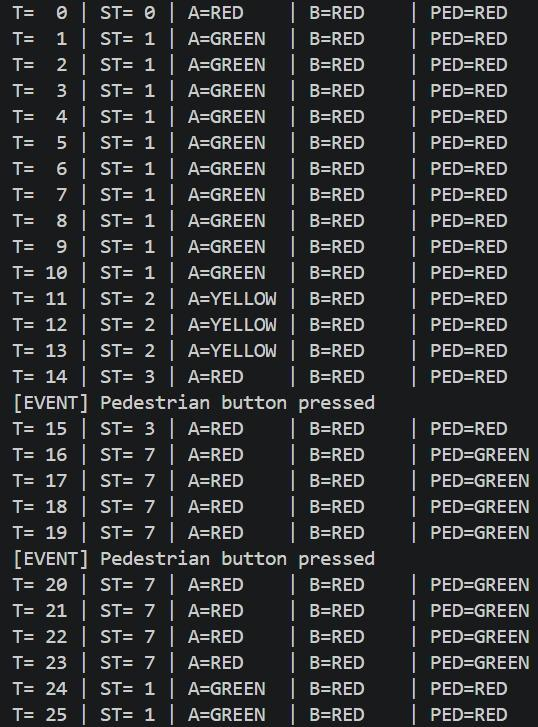 T=  0 | ST= 0 | A=RED    | B=RED    | PED=RED
T=  1 | ST= 1 | A=GREEN  | B=RED    | PED=RED
T=  2 | ST= 1 | A=GREEN  | B=RED    | PED=RED
T=  3 | ST= 1 | A=GREEN  | B=RED    | PED=RED
T=  4 | ST= 1 | A=GREEN  | B=RED    | PED=RED
T=  5 | ST= 1 | A=GREEN  | B=RED    | PED=RED
T=  6 | ST= 1 | A=GREEN  | B=RED    | PED=RED
T=  7 | ST= 1 | A=GREEN  | B=RED    | PED=RED
T=  8 | ST= 1 | A=GREEN  | B=RED    | PED=RED
T=  9 | ST= 1 | A=GREEN  | B=RED    | PED=RED
T= 10 | ST= 1 | A=GREEN  | B=RED    | PED=RED
T= 11 | ST= 2 | A=YELLOW | B=RED    | PED=RED
T= 12 | ST= 2 | A=YELLOW | B=RED    | PED=RED
T= 13 | ST= 2 | A=YELLOW | B=RED    | PED=RED
T= 14 | ST= 3 | A=RED    | B=RED    | PED=RED
[EVENT] Pedestrian button pressed
T= 15 | ST= 3 | A=RED    | B=RED    | PED=RED
T= 16 | ST= 7 | A=RED    | B=RED    | PED=GREEN
T= 17 | ST= 7 | A=RED    | B=RED    | PED=GREEN
T= 18 | ST= 7 | A=RED    | B=RED    | PED=GREEN
T= 19 | ST= 7 | A=RED    | B=RED    | PED=GREEN
[EVENT] Pedestrian button pressed
T= 20 | ST= 7 | A=RED    | B=RED    | PED=GREEN
T= 21 | ST= 7 | A=RED    | B=RED    | PED=GREEN
T= 22 | ST= 7 | A=RED    | B=RED    | PED=GREEN
T= 23 | ST= 7 | A=RED    | B=RED    | PED=GREEN
T= 24 | ST= 1 | A=GREEN  | B=RED    | PED=RED
T= 25 | ST= 1 | A=GREEN  | B=RED    | PED=RED